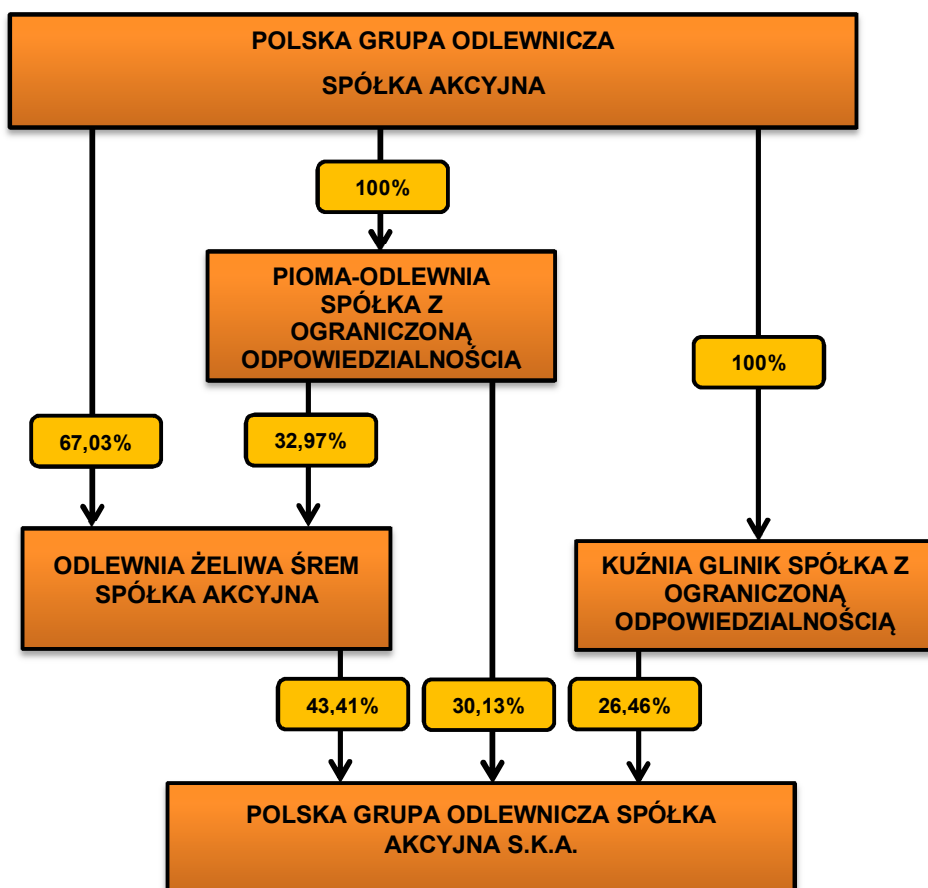 POLSKA GRUPA ODLEWNICZA
SPÓŁKA AKCYJNA
100%
PIOMA-ODLEWNIA
SPÓŁKA Z
OGRANICZONĄ
ODPOWIEDZIALNOŚCIA
100%
67,03%
32,97%
ODLEWNIA ŻELIWA ŚREM
SPÓŁKA AKCYJNA
KUŹNIA GLINIK SPÓŁKA Z
OGRANICZONĄ
ODPOWIEDZIALNOŚCIĄ
43,41%
30,13%
26,46%
POLSKA GRUPA ODLEWNICZA SPÓŁKA
AKCYJNA S.K.A.